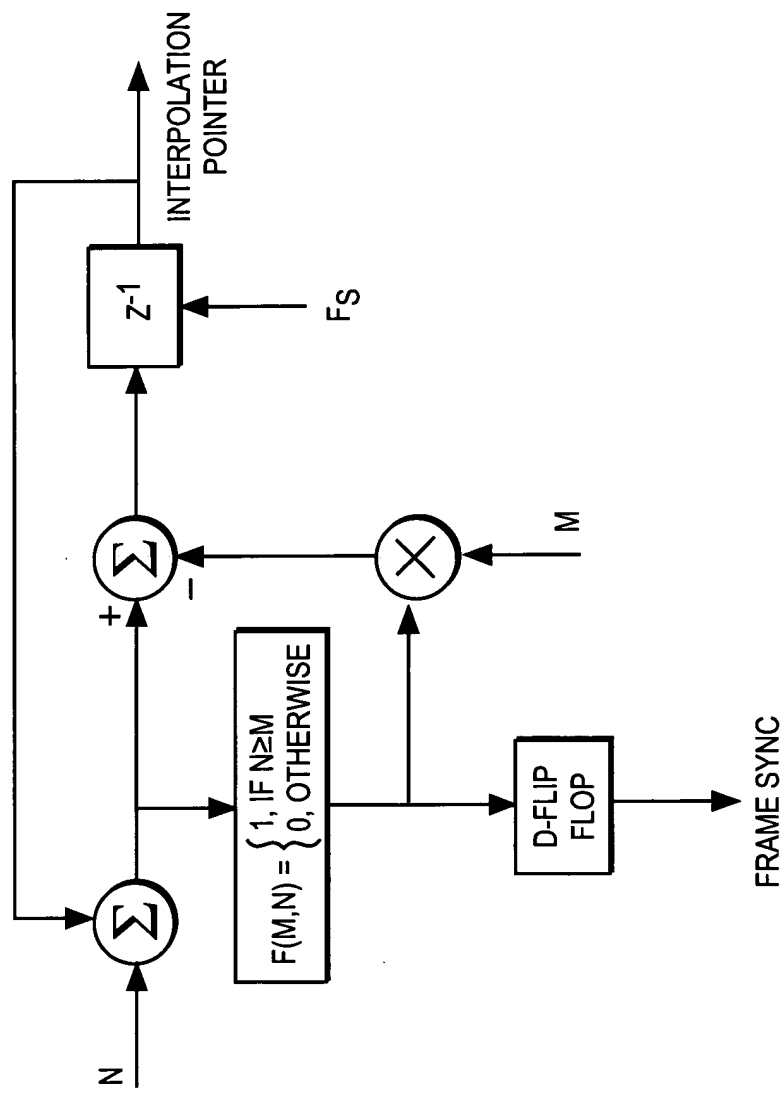 N
Σ
+
Σ
−
z-1
FS
INTERPOLATION
POINTER
F(M,N) = { 1, IF N≥M
0, OTHERWISE
M
D-FLIP
FLOP
FRAME SYNC